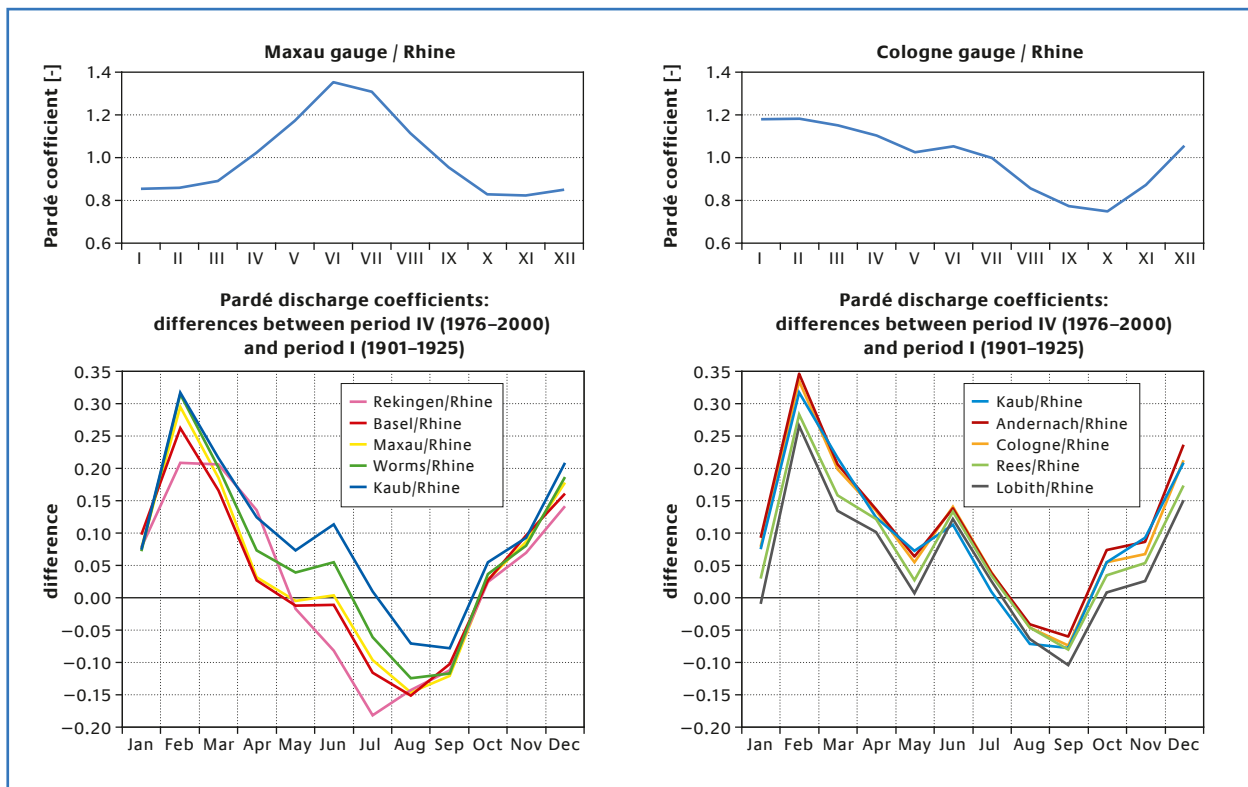 Maxau gauge / Rhine
Pardé coefficient [-]
1.4
1.2
1.0
0.8
0.6
I II III IV V VI VII VIII IX X XI XII
Cologne gauge / Rhine
Pardé coefficient [-]
1.4
1.2
1.0
0.8
0.6
I II III IV V VI VII VIII IX X XI XII
Pardé discharge coefficients:
differences between period IV (1976–2000)
and period I (1901–1925)
difference
0.35
0.30
0.25
0.20
0.15
0.10
0.05
0.00
−0.05
−0.10
−0.15
−0.20
Rekingen/Rhine
Basel/Rhine
Maxau/Rhine
Worms/Rhine
Kaub/Rhine
Jan Feb Mar Apr May Jun Jul Aug Sep Oct Nov Dec
Pardé discharge coefficients:
differences between period IV (1976–2000)
and period I (1901–1925)
difference
0.35
0.30
0.25
0.20
0.15
0.10
0.05
0.00
−0.05
−0.10
−0.15
−0.20
Kaub/Rhine
Andernach/Rhine
Cologne/Rhine
Rees/Rhine
Lobith/Rhine
Jan Feb Mar Apr May Jun Jul Aug Sep Oct Nov Dec